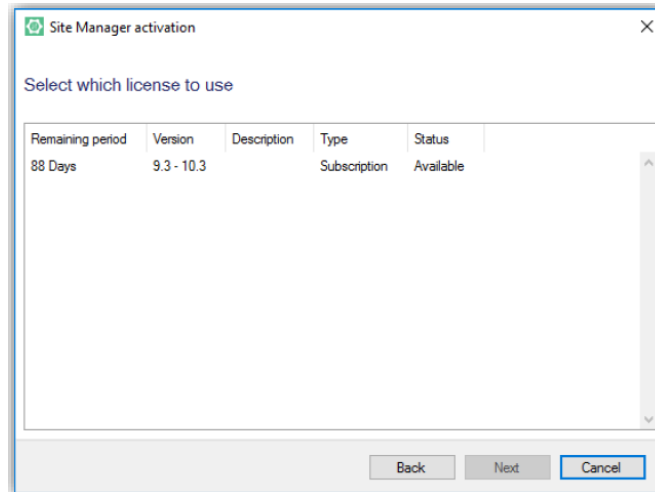 Site Manager activation
Select which license to use
Remaining period Version Description Type Status
88 Days 9.3 - 10.3 Subscription Available
Back Next Cancel